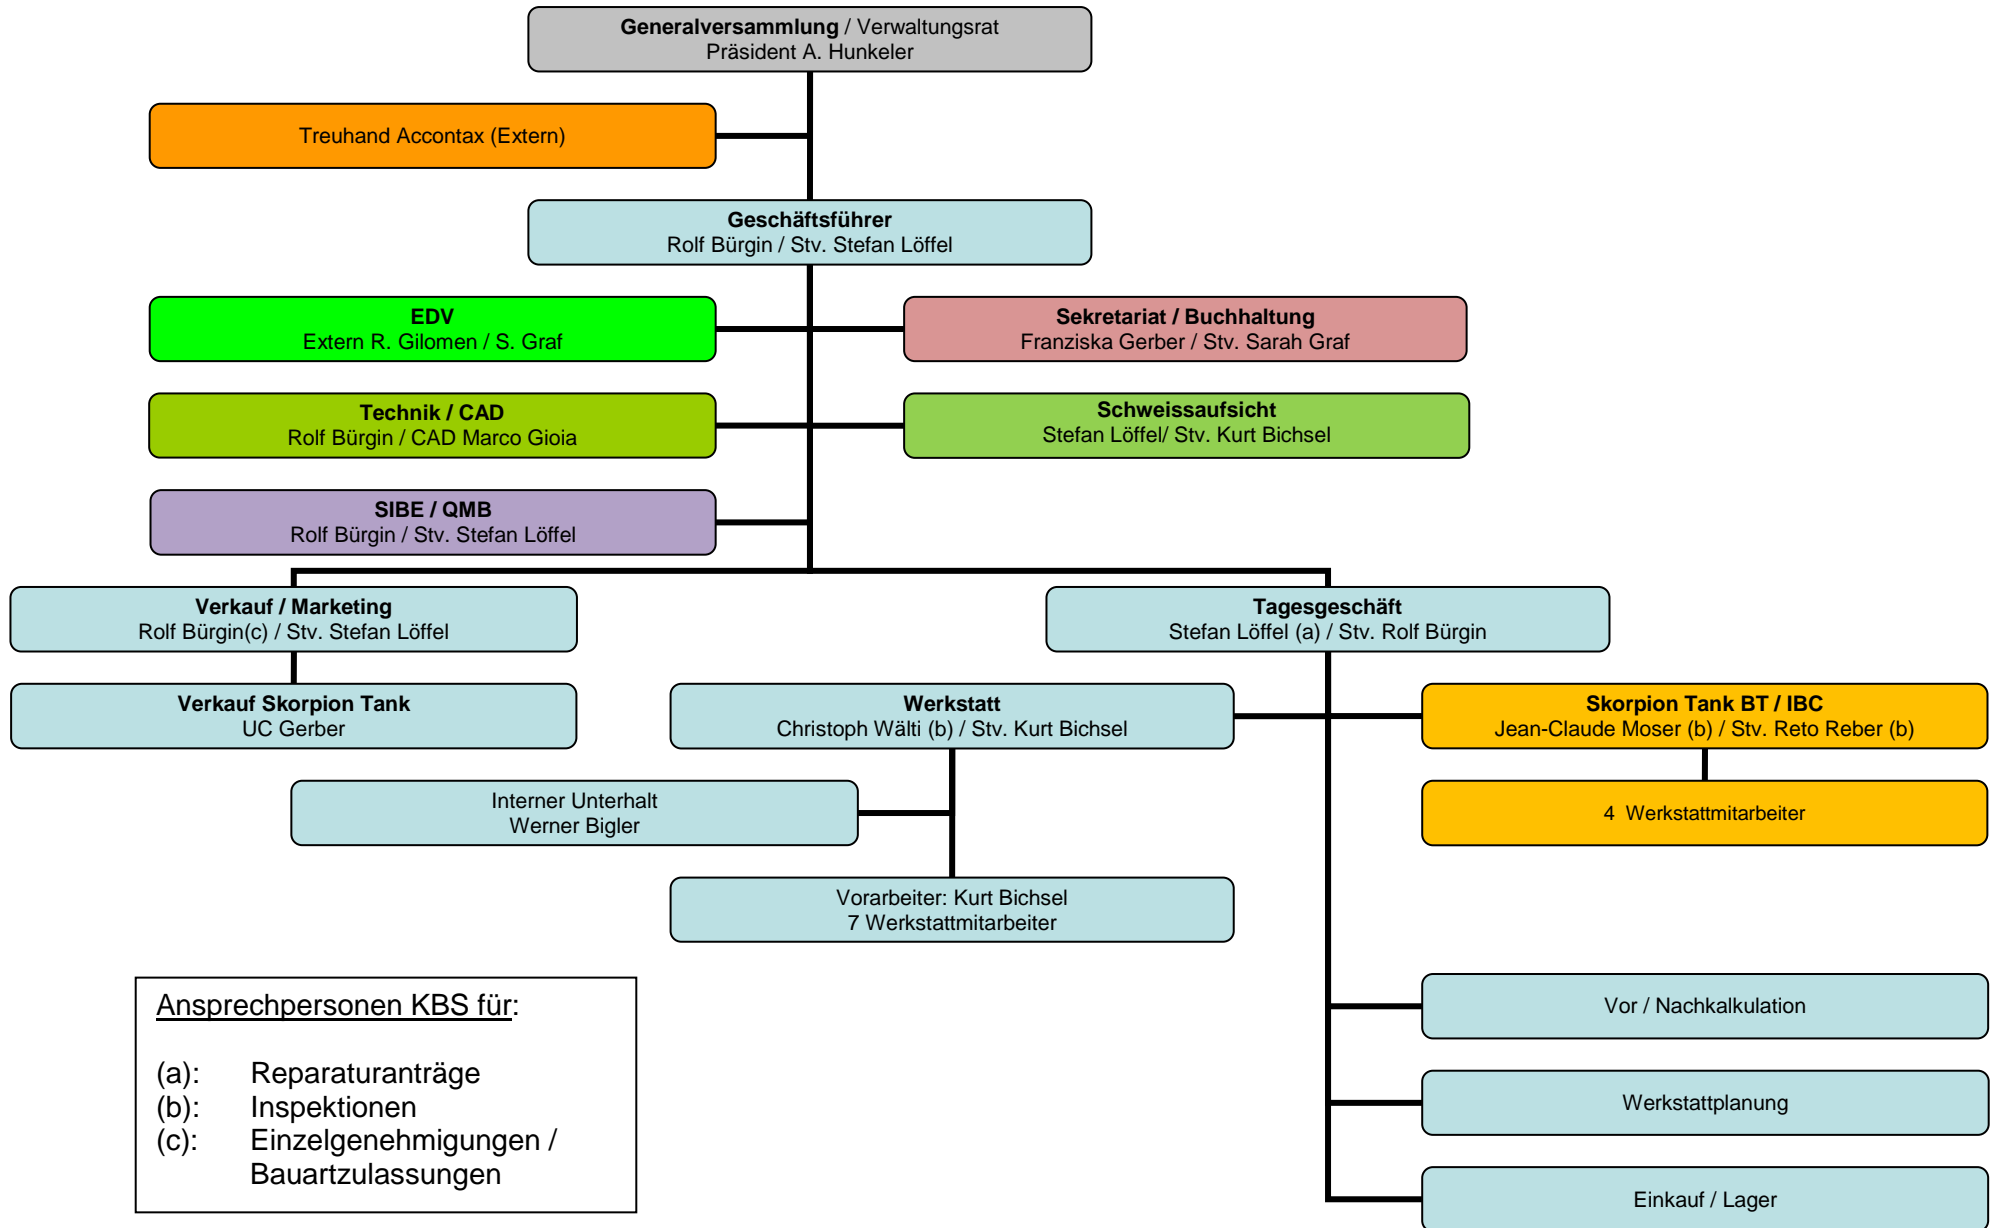 Generalversammlung / Verwaltungsrat
Präsident A. Hunkeler
Treuhand Accontax (Extern)
Geschäftsführer
Rolf Bürgin / Stv. Stefan Löffel
EDV
Extern R. Gilomen / S. Graf
Sekretariat / Buchhaltung
Franziska Gerber / Stv. Sarah Graf
Technik / CAD
Rolf Bürgin / CAD Marco Gioia
Schweissaufsicht
Stefan Löffel/ Stv. Kurt Bichsel
SIBE / QMB
Rolf Bürgin / Stv. Stefan Löffel
Verkauf / Marketing
Rolf Bürgin(c) / Stv. Stefan Löffel
Tagesgeschäft
Stefan Löffel (a) / Stv. Rolf Bürgin
Verkauf Skorpion Tank
UC Gerber
Werkstatt
Christoph Wälti (b) / Stv. Kurt Bichsel
Skorpion Tank BT / IBC
Jean-Claude Moser (b) / Stv. Reto Reber (b)
Interner Unterhalt
Werner Bigler
4 Werkstattmitarbeiter
Vorarbeiter: Kurt Bichsel
7 Werkstattmitarbeiter
Ansprechpersonen KBS für:
(a): Reparaturanträge
(b): Inspektionen
(c): Einzelgenehmigungen /
Bauartzulassungen
Vor / Nachkalkulation
Werkstattplanung
Einkauf / Lager